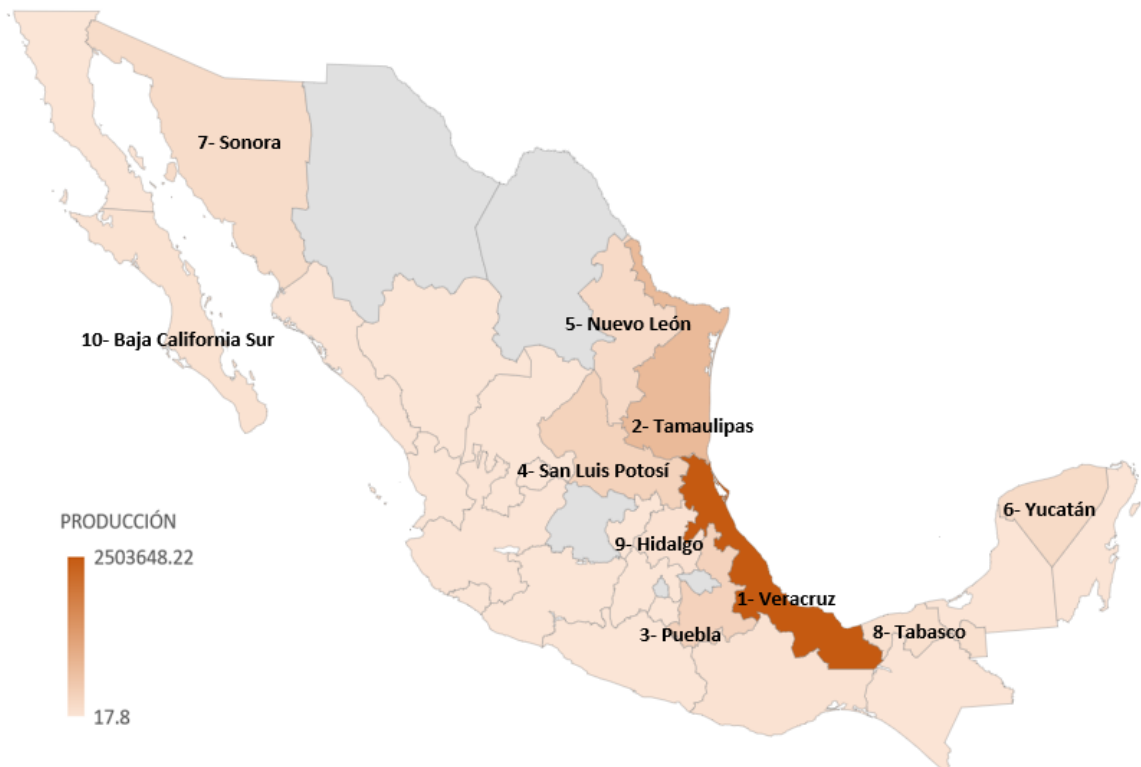 7- Sonora
5- Nuevo León
10- Baja California Sur
2- Tamaulipas
4- San Luis Potosí
6- Yucatán
PRODUCCIÓN
9- Hidalgo
2503648.22
1- Veracruz
3- Puebla
8- Tabasco
17.8